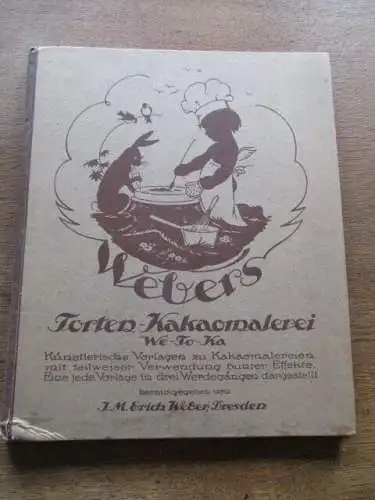 Weber's
Torten-Kakaomalerei
We-To-Ka
Künstlerische Vorlagen zu Kakaomalereien
mit teilweiser Verwendung bunter Effekte.
Eine jede Vorlage in drei Werdegängen dargestellt
herausgegeben von
J.M. Erich Weber, Dresden